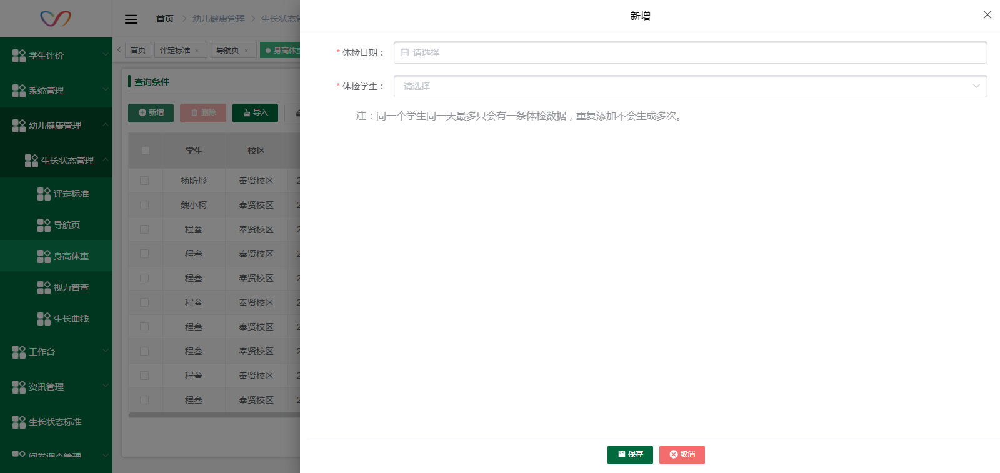 新增
首页 > 幼儿健康管理 > 生长状态管
首页
评定标准 ×
导航页 ×
身高体重
学生评价
系统管理
幼儿健康管理
生长状态管理
评定标准
导航页
身高体重
视力普查
生长曲线
工作台
资讯管理
生长状态标准
问卷调查管理
查询条件
新增 删除 导入
学生 校区
杨昕彤 奉贤校区 2
魏小柯 奉贤校区 2
程叁 奉贤校区 2
程叁 奉贤校区 2
程叁 奉贤校区 2
程叁 奉贤校区 2
程叁 奉贤校区 2
程叁 奉贤校区 2
程叁 奉贤校区 2
程叁 奉贤校区 2
* 体检日期： 请选择
* 体检学生： 请选择
注：同一个学生同一天最多只会有一条体检数据，重复添加不会生成多次。
保存 取消